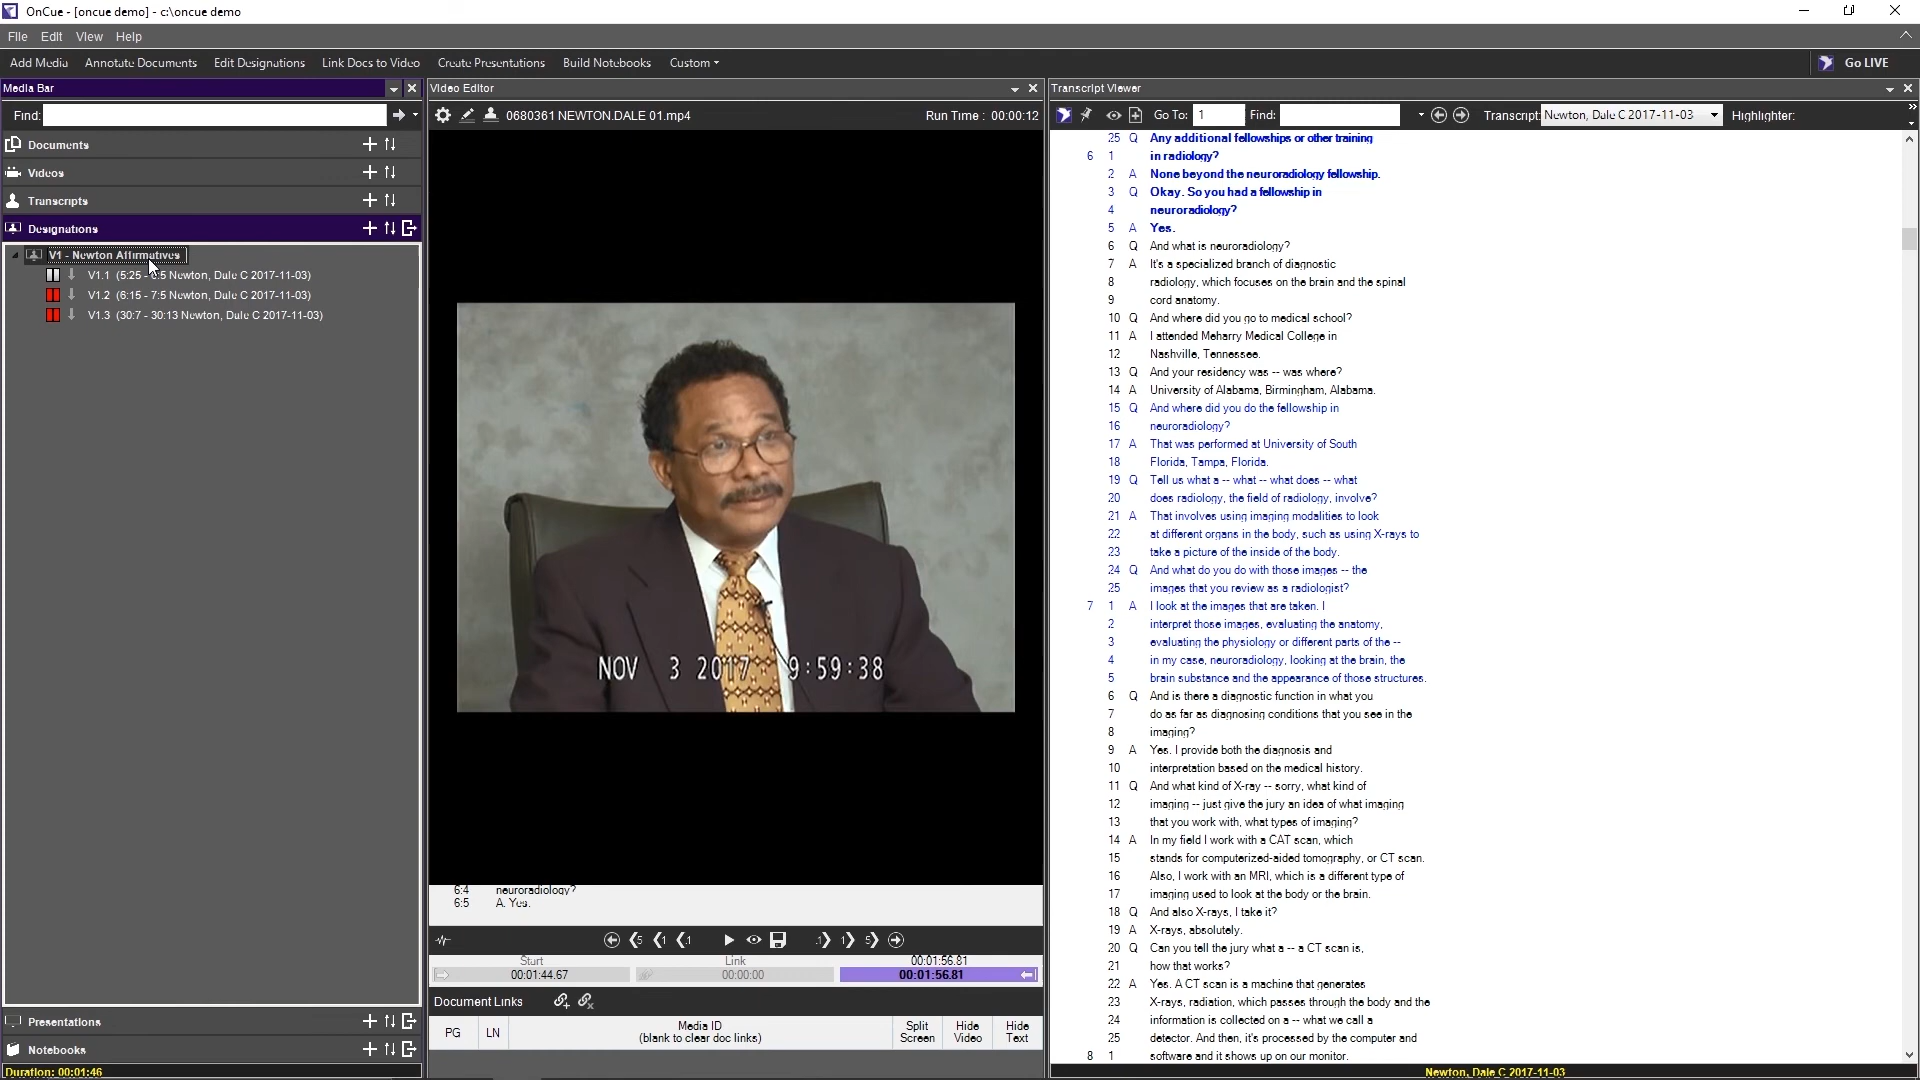 OnCue - [oncue demo] - c:\oncue demo
File Edit View Help
Add Media Annotate Documents Edit Designations Link Docs to Video Create Presentations Build Notebooks Custom Go LIVE
Media Bar
Find:
Documents
Videos
Transcripts
Designations
V1 - Newton Affirmatives
V1.1 (5:25 - 6:5 Newton, Dale C 2017-11-03)
V1.2 (6:15 - 7:5 Newton, Dale C 2017-11-03)
V1.3 (30:7 - 30:13 Newton, Dale C 2017-11-03)
Presentations
Notebooks
Duration: 00:01:46
Video Editor
0680361 NEWTON.DALE 01.mp4 Run Time : 00:00:12
NOV 3 2017 9:59:38
6:4 neuroradiology?
6:5 A. Yes.
5 1 .1 .1 1 5
Start Link 00:01:56.81
00:01:44.67 00:00:00 00:01:56.81
Document Links
PG LN Media ID (blank to clear doc links) Split Screen Hide Video Hide Text
Transcript Viewer
Go To: 1 Find: Transcript: Newton, Dale C 2017-11-03 Highlighter:
25 Q Any additional fellowships or other training
6 1 in radiology?
2 A None beyond the neuroradiology fellowship.
3 Q Okay. So you had a fellowship in
4 neuroradiology?
5 A Yes.
6 Q And what is neuroradiology?
7 A It's a specialized branch of diagnostic
8 radiology, which focuses on the brain and the spinal
9 cord anatomy.
10 Q And where did you go to medical school?
11 A I attended Meharry Medical College in
12 Nashville, Tennessee.
13 Q And your residency was -- was where?
14 A University of Alabama, Birmingham, Alabama.
15 Q And where did you do the fellowship in
16 neuroradiology?
17 A That was performed at University of South
18 Florida, Tampa, Florida.
19 Q Tell us what a -- what -- what does -- what
20 does radiology, the field of radiology, involve?
21 A That involves using imaging modalities to look
22 at different organs in the body, such as using X-rays to
23 take a picture of the inside of the body.
24 Q And what do you do with those images -- the
25 images that you review as a radiologist?
7 1 A I look at the images that are taken. I
2 interpret those images, evaluating the anatomy,
3 evaluating the physiology or different parts of the --
4 in my case, neuroradiology, looking at the brain, the
5 brain substance and the appearance of those structures.
6 Q And is there a diagnostic function in what you
7 do as far as diagnosing conditions that you see in the
8 imaging?
9 A Yes. I provide both the diagnosis and
10 interpretation based on the medical history.
11 Q And what kind of X-ray -- sorry, what kind of
12 imaging -- just give the jury an idea of what imaging
13 that you work with, what types of imaging?
14 A In my field I work with a CAT scan, which
15 stands for computerized-aided tomography, or CT scan.
16 Also, I work with an MRI, which is a different type of
17 imaging used to look at the body or the brain.
18 Q And also X-rays, I take it?
19 A X-rays, absolutely.
20 Q Can you tell the jury what a -- a CT scan is,
21 how that works?
22 A Yes. A CT scan is a machine that generates
23 X-rays, radiation, which passes through the body and the
24 information is collected on a -- what we call a
25 detector. And then, it's processed by the computer and
8 1 software and it shows up on our monitor.
Newton, Dale C 2017-11-03